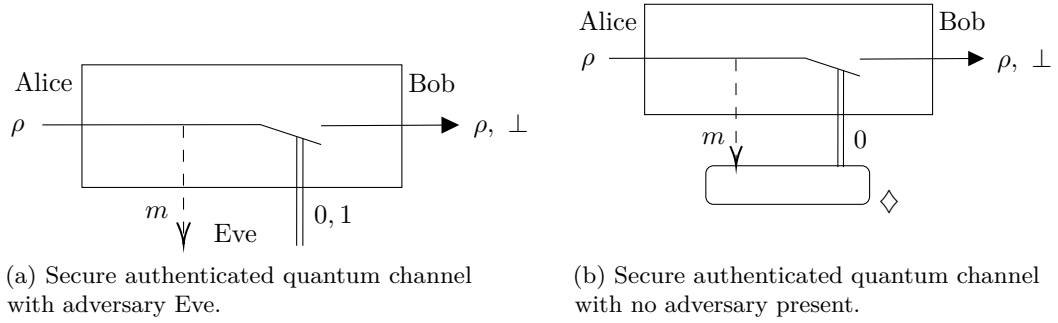 Alice
Bob
ρ
ρ, ⊥
m
0, 1
Eve
(a) Secure authenticated quantum channel
with adversary Eve.
Alice
Bob
ρ
ρ, ⊥
m
0
♢
(b) Secure authenticated quantum channel
with no adversary present.